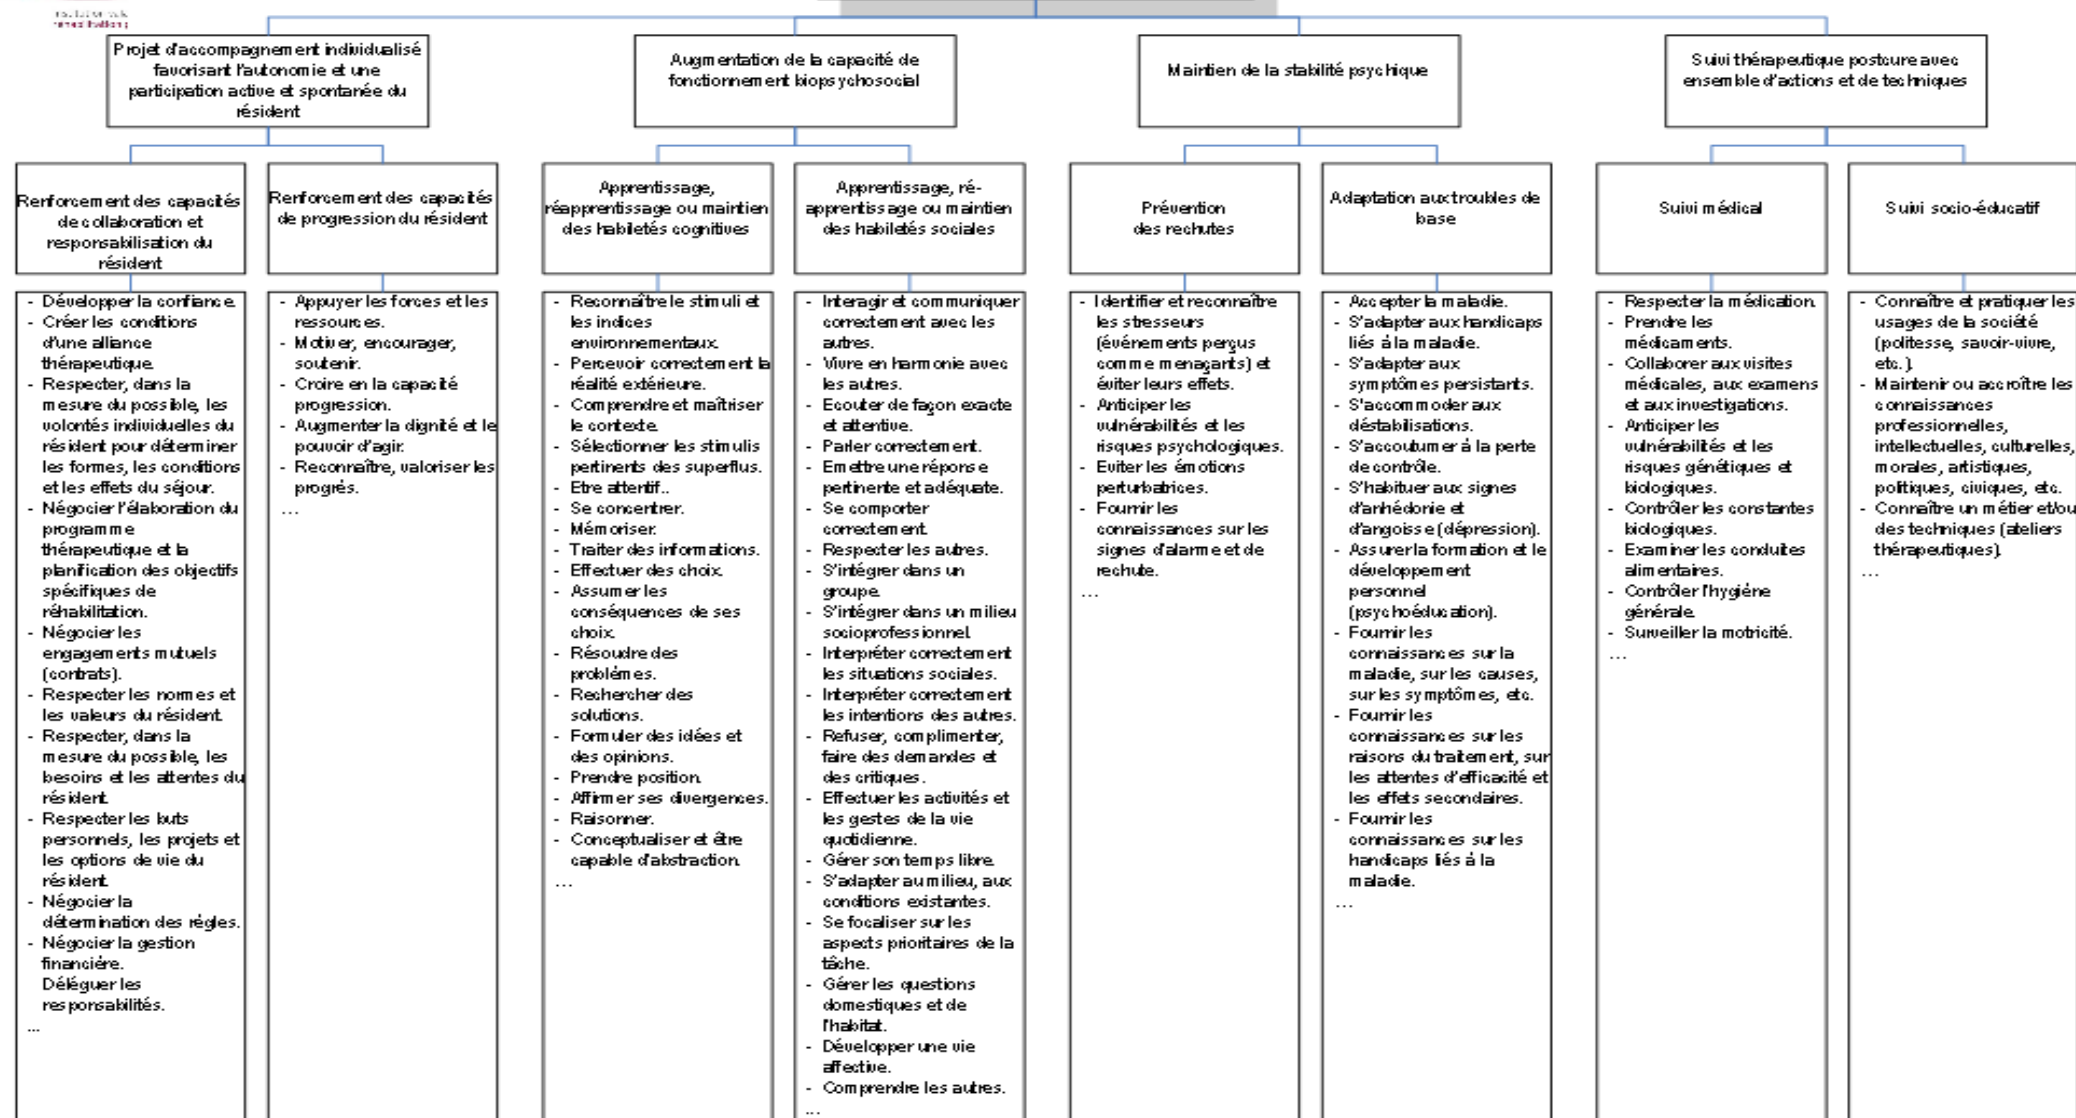 réhabilitation
Projet d'accompagnement individualisé
favorisant l'autonomie et une
participation active et spontanée du
résident
Augmentation de la capacité de
fonctionnement biopsychosocial
Maintien de la stabilité psychique
Suivi thérapeutique postcure avec
ensemble d'actions et de techniques
Renforcement des capacités
de collaboration et
responsabilisation du
résident
Renforcement des capacités
de progression du résident
Apprentissage,
réapprentissage ou maintien
des habiletés cognitives
Apprentissage, ré-
apprentissage ou maintien
des habiletés sociales
Prévention
des rechutes
Adaptation aux troubles de
base
Suivi médical
Suivi socio-éducatif
- Développer la confiance.
- Créer les conditions
d'une alliance
thérapeutique.
- Respecter, dans la
mesure du possible, les
volontés individuelles du
résident pour déterminer
les formes, les conditions
et les effets du séjour.
- Négocier l'élaboration du
programme
thérapeutique et la
planification des objectifs
spécifiques de
réhabilitation.
- Négocier les
engagements mutuels
(contrats).
- Respecter les normes et
les valeurs du résident.
- Respecter, dans la
mesure du possible, les
besoins et les attentes du
résident.
- Respecter les buts
personnels, les projets et
les options de vie du
résident.
- Négocier la
détermination des règles.
- Négocier la gestion
financière.
Déléguer les
responsabilités.
...
- Appuyer les forces et les
ressources.
- Motiver, encourager,
soutenir.
- Croire en la capacité
progression.
- Augmenter la dignité et le
pouvoir d'agir.
- Reconnaître, valoriser les
progrès.
...
- Reconnaître le stimuli et
les indices
environnementaux.
- Percevoir correctement la
réalité extérieure.
- Comprendre et maîtriser
le contexte.
- Sélectionner les stimulis
pertinents des superflus.
- Etre attentif..
- Se concentrer.
- Mémoriser.
- Traiter des informations.
- Effectuer des choix.
- Assumer les
conséquences de ses
choix.
- Résoudre des
problèmes.
- Rechercher des
solutions.
- Formuler des idées et
des opinions.
- Prendre position.
- Affirmer ses divergences.
- Raisonner.
- Conceptualiser et être
capable d'abstraction.
...
- Interagir et communiquer
correctement avec les
autres.
- Vivre en harmonie avec
les autres.
- Ecouter de façon exacte
et attentive.
- Parler correctement.
- Emettre une réponse
pertinente et adéquate.
- Se comporter
correctement.
- Respecter les autres.
- S'intégrer dans un
groupe.
- S'intégrer dans un milieu
socioprofessionnel.
- Interpréter correctement
les situations sociales.
- Interpréter correctement
les intentions des autres.
- Refuser, complimenter,
faire des demandes et
des critiques.
- Effectuer les activités et
les gestes de la vie
quotidienne.
- Gérer son temps libre.
- S'adapter au milieu, aux
conditions existantes.
- Se focaliser sur les
aspects prioritaires de la
tâche.
- Gérer les questions
domestiques et de
l'habitat.
- Développer une vie
affective.
- Comprendre les autres.
...
- Identifier et reconnaître
les stresseurs
(événements perçus
comme menaçants) et
éviter leurs effets.
- Anticiper les
vulnérabilités et les
risques psychologiques.
- Eviter les émotions
perturbatrices.
- Fournir les
connaissances sur les
signes d'alarme et de
rechute.
...
- Accepter la maladie.
- S'adapter aux handicaps
liés à la maladie.
- S'adapter aux
symptômes persistants.
- S'accommoder aux
déstabilisations.
- S'accoutumer à la perte
de contrôle.
- S'habituer aux signes
d'anhédonie et
d'angoisse (dépression).
- Assurer la formation et le
développement
personnel
(psychoéducation).
- Fournir les
connaissances sur la
maladie, sur les causes,
sur les symptômes, etc.
- Fournir les
connaissances sur les
raisons du traitement, sur
les attentes d'efficacité et
les effets secondaires.
- Fournir les
connaissances sur les
handicaps liés à la
maladie.
...
- Respecter la médication.
- Prendre les
médicaments.
- Collaborer aux visites
médicales, aux examens
et aux investigations.
- Anticiper les
vulnérabilités et les
risques génétiques et
biologiques.
- Contrôler les constantes
biologiques.
- Examiner les conduites
alimentaires.
- Contrôler l'hygiène
générale.
- Surveiller la motricité.
...
- Connaître et pratiquer les
usages de la société
(politesse, savoir-vivre,
etc.).
- Maintenir ou accroître les
connaissances
professionnelles,
intellectuelles, culturelles,
morales, artistiques,
politiques, civiques, etc.
- Connaître un métier et/ou
des techniques (ateliers
thérapeutiques).
...